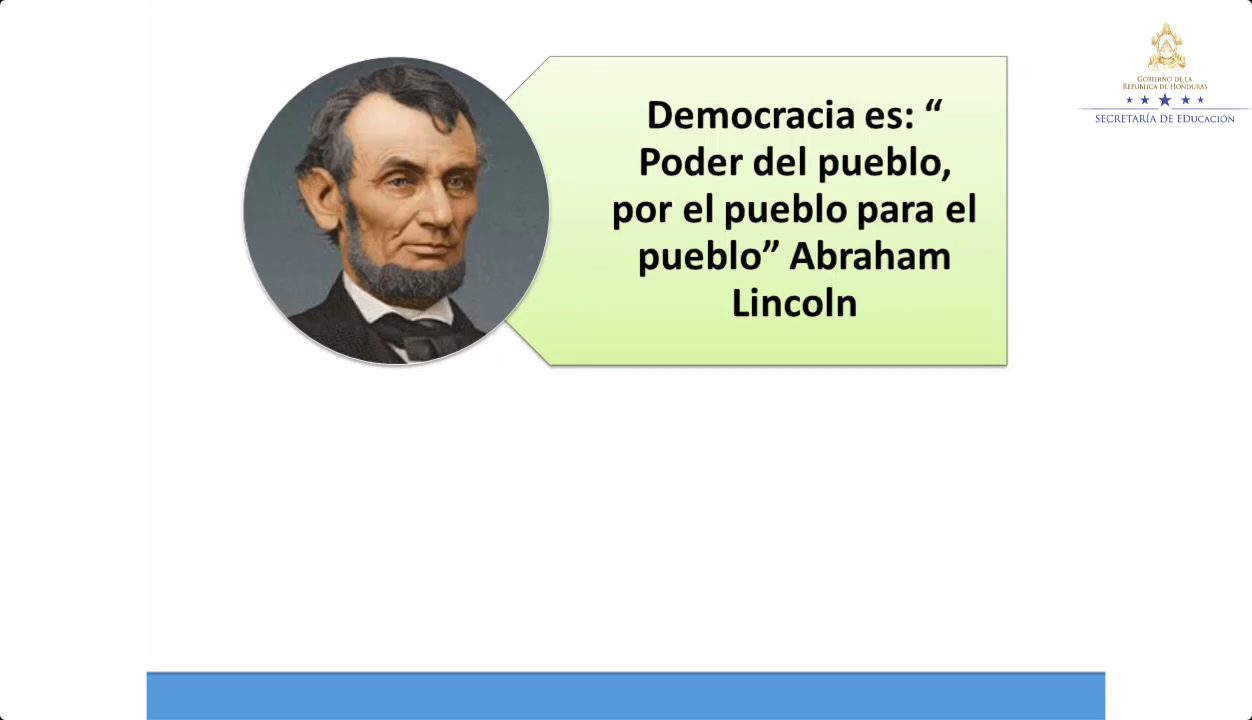 Democracia es: “
Poder del pueblo,
por el pueblo para el
pueblo” Abraham
Lincoln
GOBIERNO DE LA
REPÚBLICA DE HONDURAS
SECRETARÍA DE EDUCACIÓN